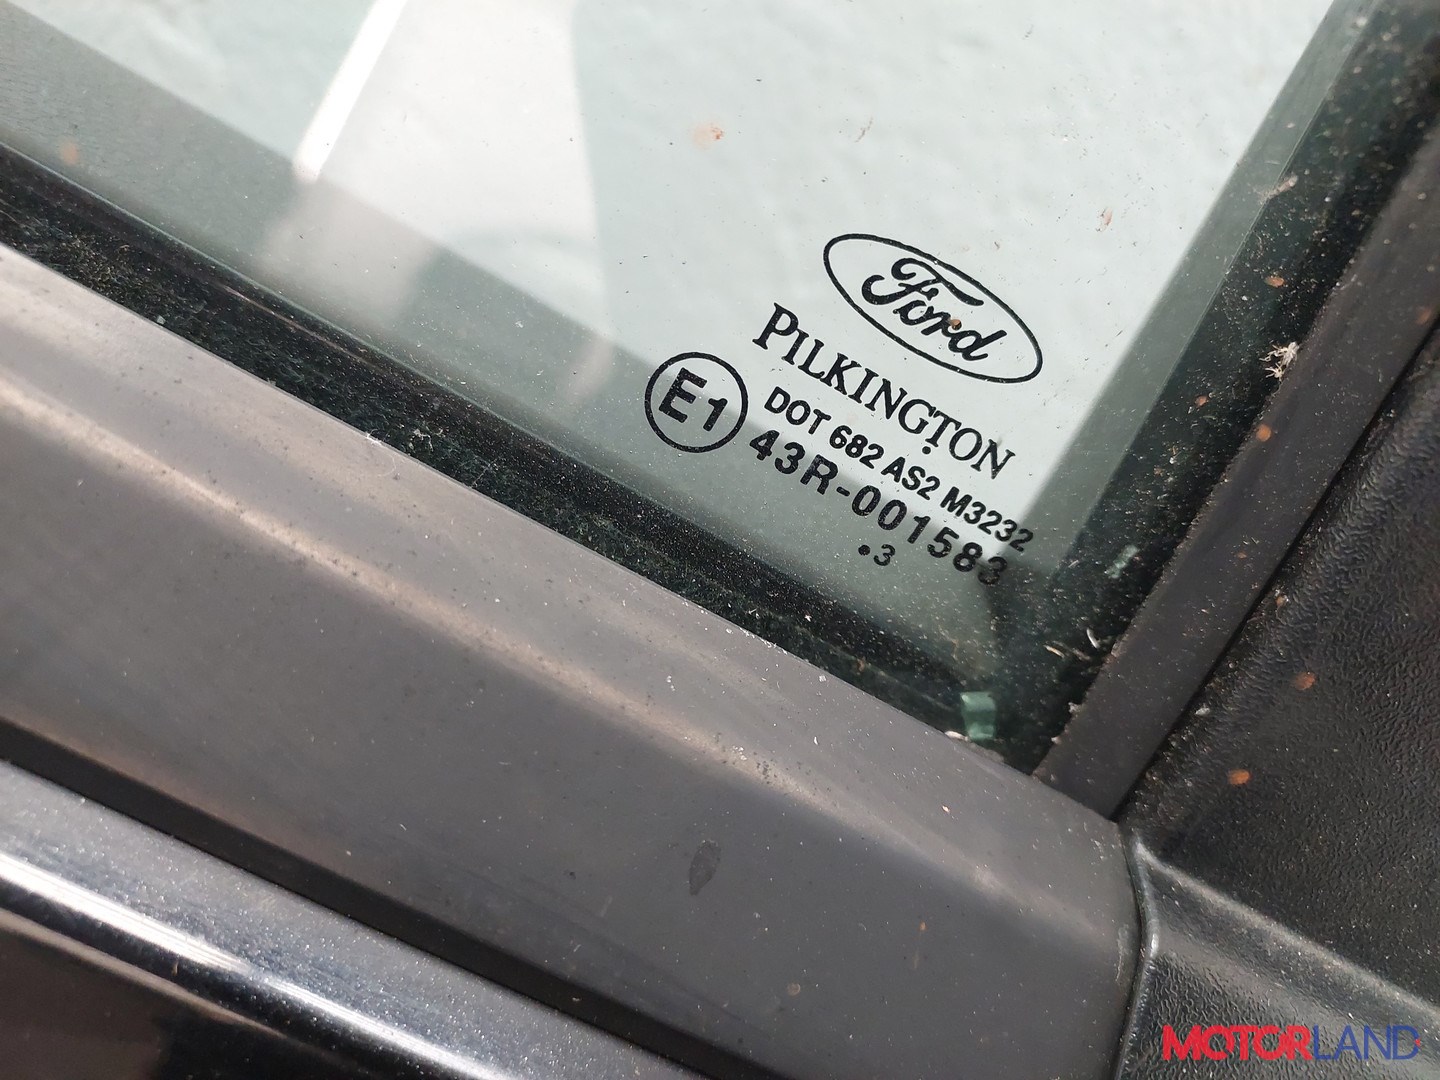 Ford
PILKINGTON
E1
DOT 682 AS2 M3232
43R-001583
.3
MOTORLAND